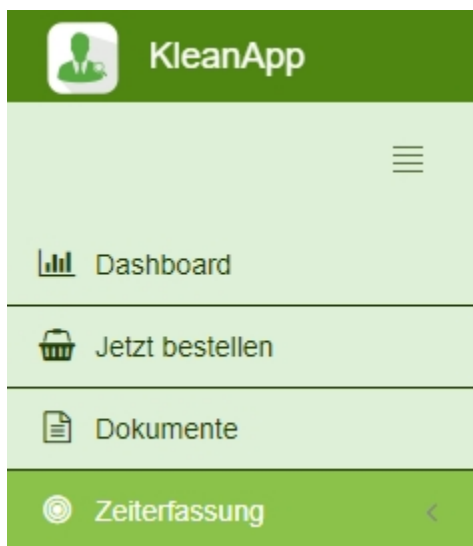 KleanApp
Dashboard
Jetzt bestellen
Dokumente
Zeiterfassung